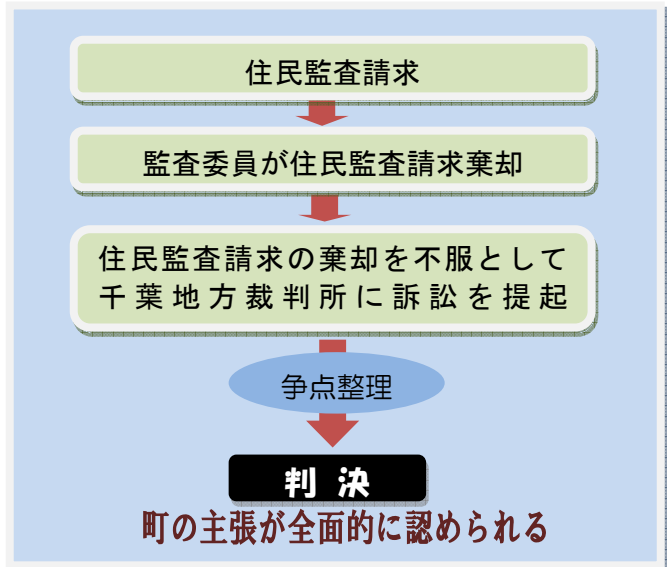 住民監査請求
監査委員が住民監査請求棄却
住民監査請求の棄却を不服として
千葉地方裁判所に訴訟を提起
争点整理
判決
町の主張が全面的に認められる